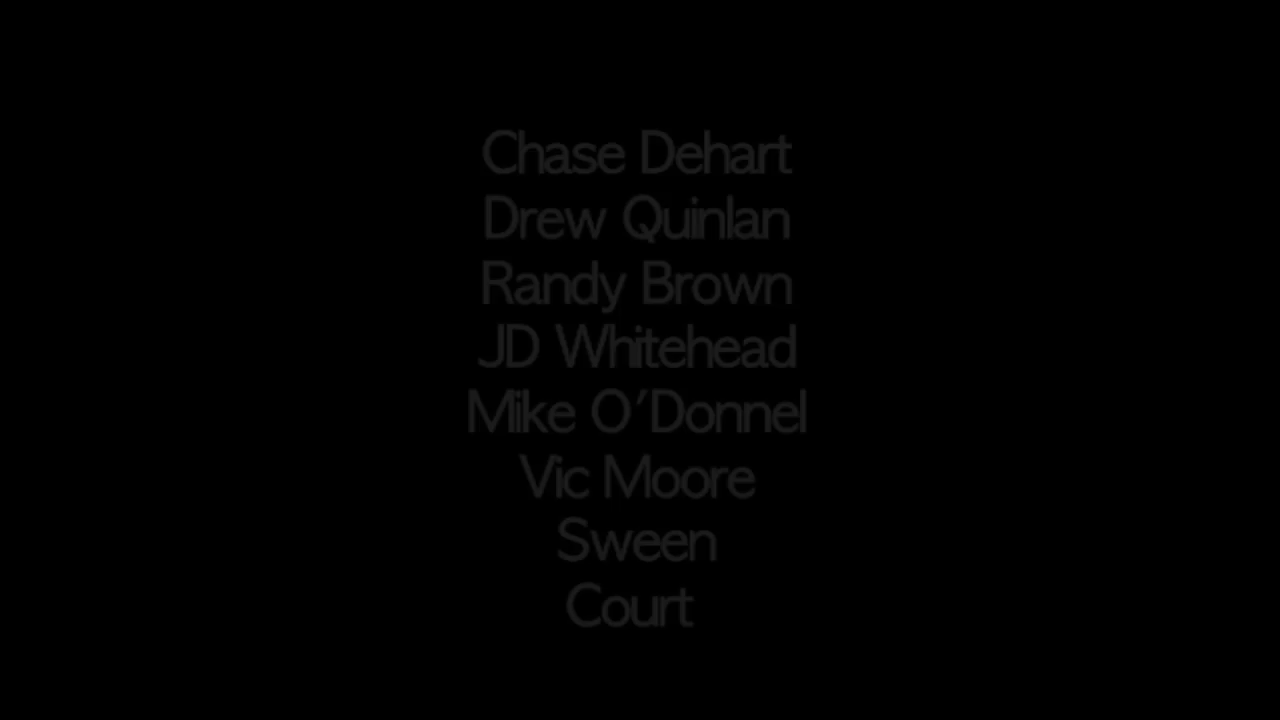 Chase Dehart
Drew Quinlan
Randy Brown
JD Whitehead
Mike O'Donnel
Vic Moore
Sween
Court